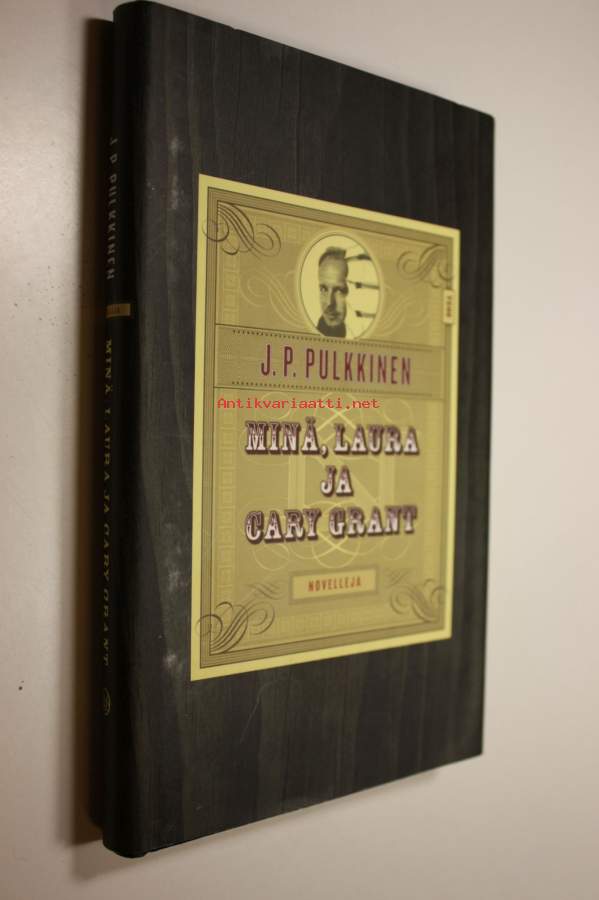 J. P. PULKKINEN
MINÄ, LAURA JA CARY GRANT
J. P. PULKKINEN
Antikvariaatti.net
MINÄ, LAURA
JA
CARY GRANT
NOVELLEJA